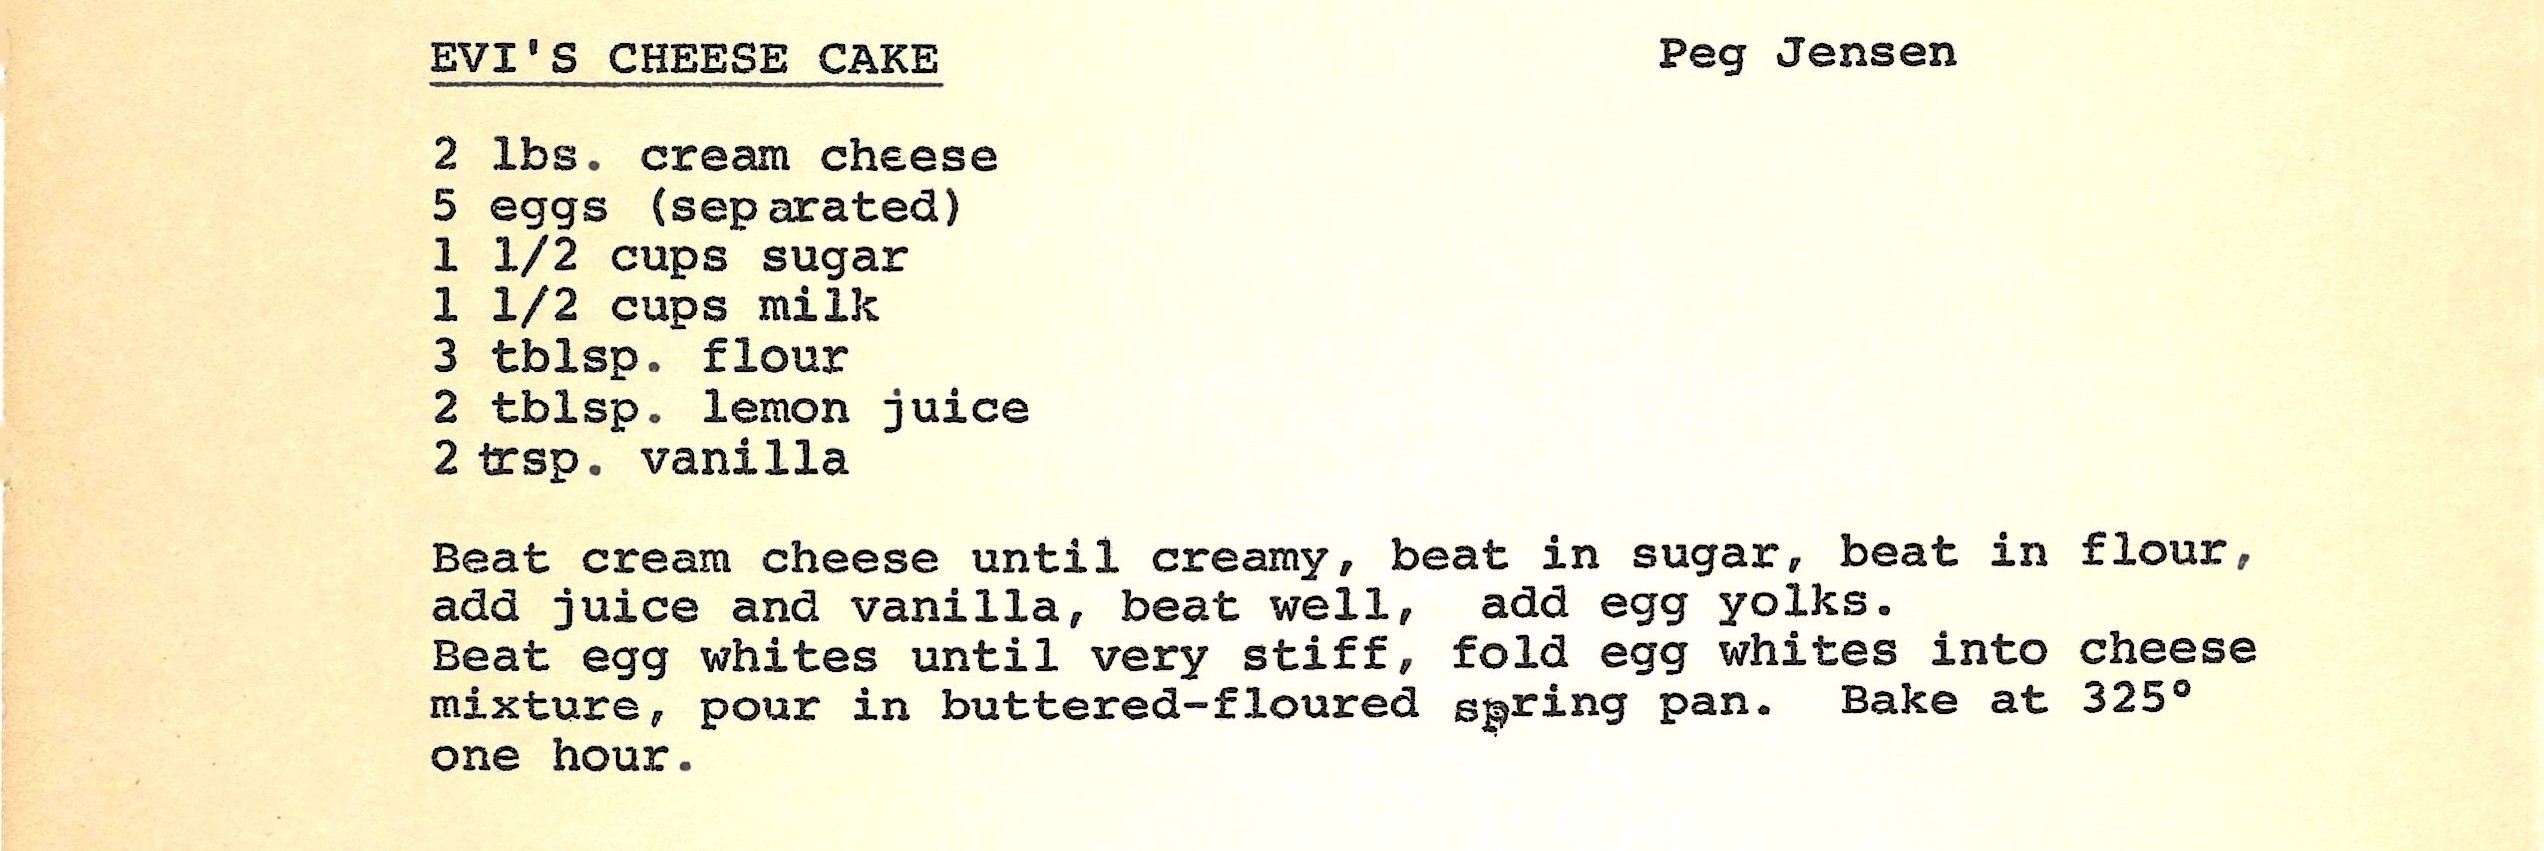 EVI'S CHEESE CAKE Peg Jensen
2 lbs. cream cheese
5 eggs (separated)
1 1/2 cups sugar
1 1/2 cups milk
3 tblsp. flour
2 tblsp. lemon juice
2 trsp. vanilla
Beat cream cheese until creamy, beat in sugar, beat in flour,
add juice and vanilla, beat well, add egg yolks.
Beat egg whites until very stiff, fold egg whites into cheese
mixture, pour in buttered-floured spring pan. Bake at 325°
one hour.